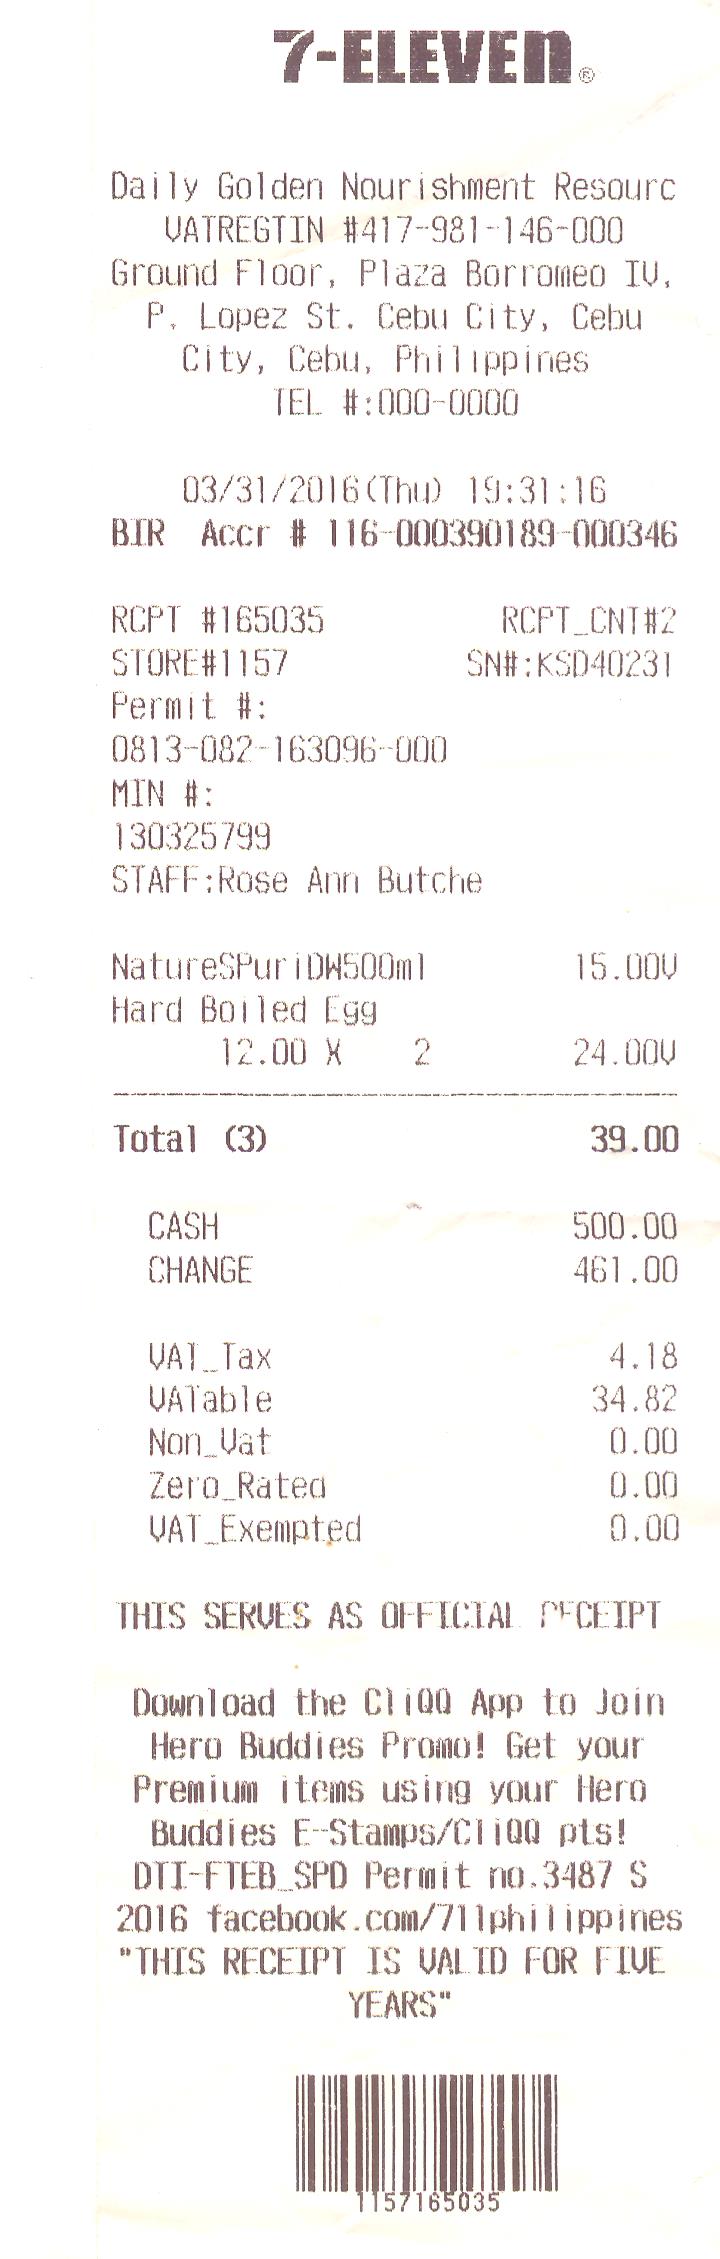 7-ELEVEN®
Daily Golden Nourishment Resourc
VATREGTIN #417-981-146-000
Ground Floor, Plaza Borromeo IV,
P. Lopez St. Cebu City, Cebu
City, Cebu, Philippines
TEL #:000-0000
03/31/2016(Thu) 19:31:16
BIR Accr # 116-000390189-000346
RCPT #165035 RCPT_CNT#2
STORE#1157 SN#:KSD40231
Permit #:
0813-082-163096-000
MIN #:
130325799
STAFF:Rose Ann Butche
NatureSPuriDW500ml 15.00V
Hard Boiled Egg
12.00 X 2 24.00V
Total (3) 39.00
CASH 500.00
CHANGE 461.00
VAT_Tax 4.18
VATable 34.82
Non_Vat 0.00
Zero_Rated 0.00
VAT_Exempted 0.00
THIS SERVES AS OFFICIAL RECEIPT
Download the CliQQ App to Join
Hero Buddies Promo! Get your
Premium items using your Hero
Buddies E-Stamps/CliQQ pts!
DTI-FTEB_SPD Permit no.3487 S
2016 facebook.com/711philippines
"THIS RECEIPT IS VALID FOR FIVE
YEARS"
1157165035